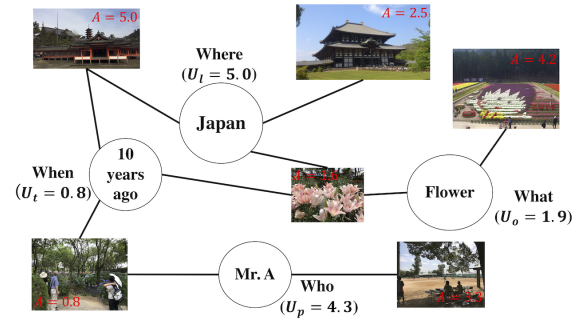 A = 5.0
A = 2.5
A = 4.2
Where
(U_l = 5.0)
Japan
10
years
ago
When
(U_t = 0.8)
Flower
What
(U_o = 1.9)
Mr. A
Who
(U_p = 4.3)
A = 0.8